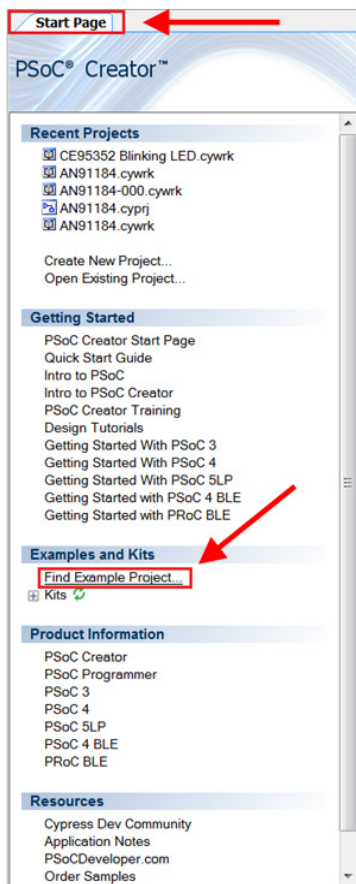 Start Page
PSoC® Creator™
Recent Projects
CE95352 Blinking LED.cywrk
AN91184.cywrk
AN91184-000.cywrk
AN91184.cyprj
AN91184.cywrk
Create New Project...
Open Existing Project...
Getting Started
PSoC Creator Start Page
Quick Start Guide
Intro to PSoC
Intro to PSoC Creator
PSoC Creator Training
Design Tutorials
Getting Started With PSoC 3
Getting Started With PSoC 4
Getting Started With PSoC 5LP
Getting Started with PSoC 4 BLE
Getting Started with PRoC BLE
Examples and Kits
Find Example Project...
Kits
Product Information
PSoC Creator
PSoC Programmer
PSoC 3
PSoC 4
PSoC 5LP
PSoC 4 BLE
PRoC BLE
Resources
Cypress Dev Community
Application Notes
PSoCDeveloper.com
Order Samples